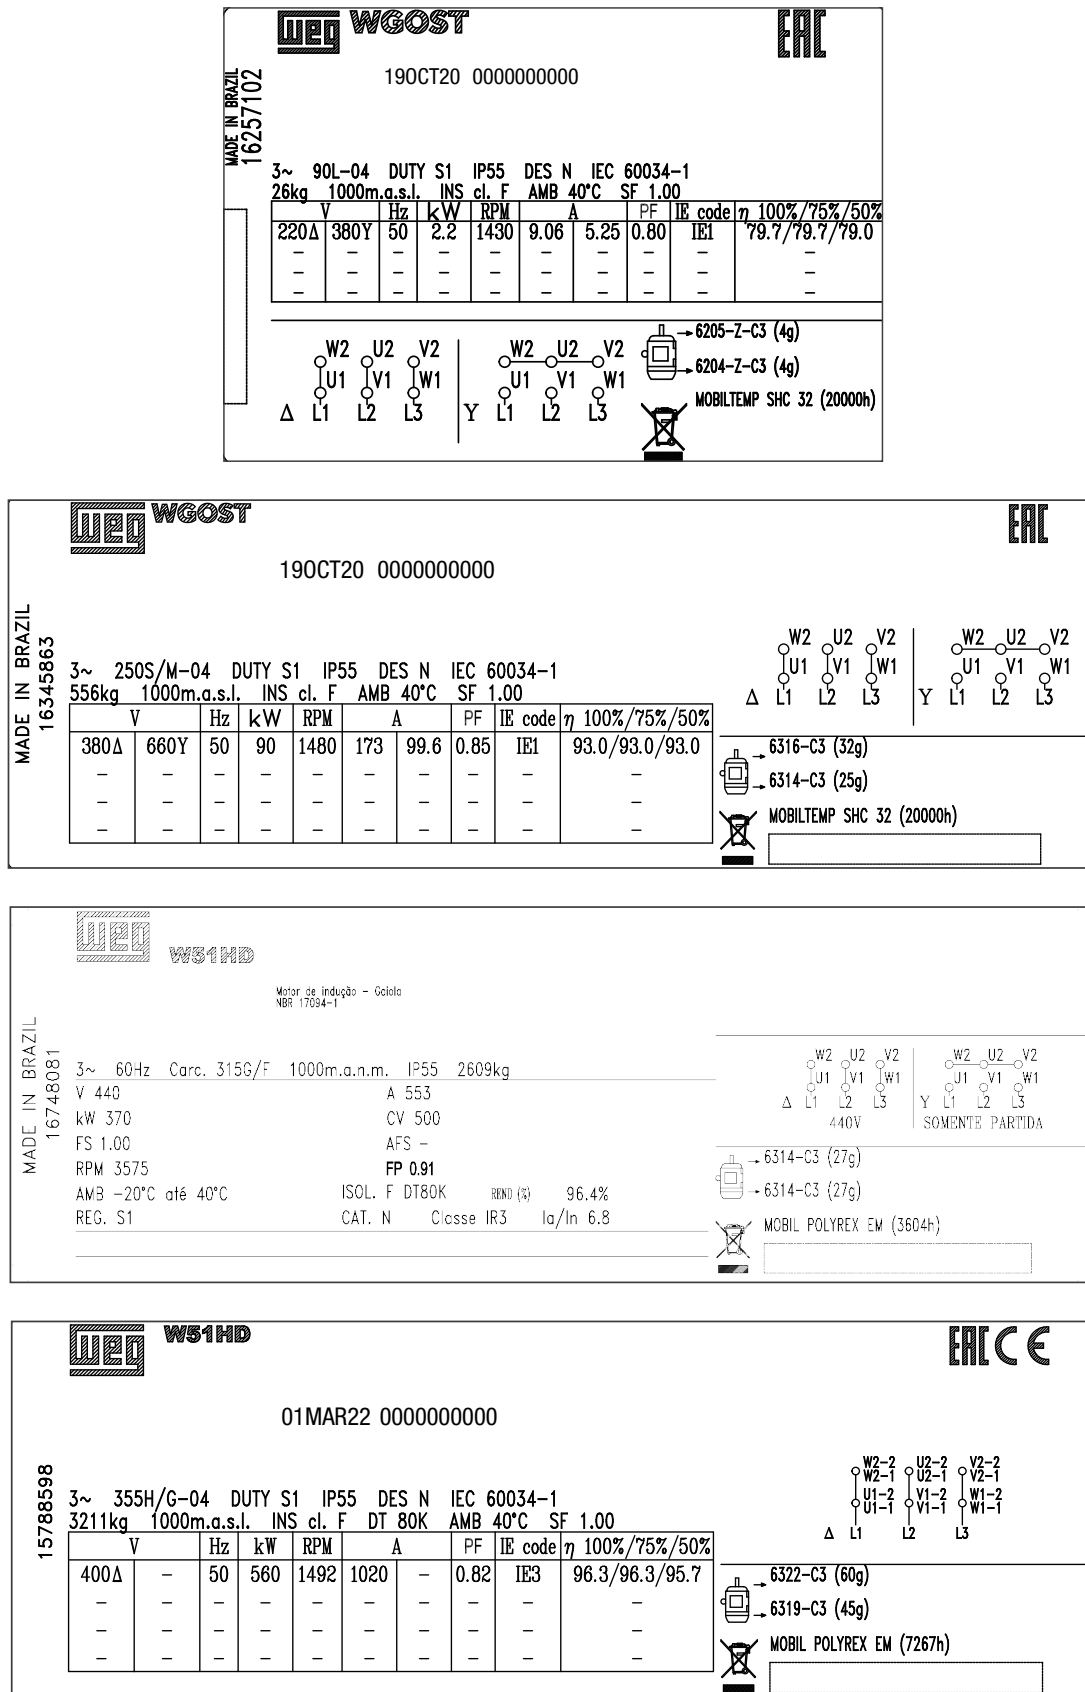 weg WGOST EAC
19OCT20 0000000000
MADE IN BRAZIL
16257102
3~ 90L-04 DUTY S1 IP55 DES N IEC 60034-1
26kg 1000m.a.s.l. INS cl. F AMB 40°C SF 1.00
V Hz kW RPM A PF IE code η 100%/75%/50%
220Δ 380Y 50 2.2 1430 9.06 5.25 0.80 IE1 79.7/79.7/79.0
– – – – – – – – – –
– – – – – – – – – –
– – – – – – – – – –
W2 U2 V2 W2 U2 V2
U1 V1 W1 U1 V1 W1
Δ L1 L2 L3 Y L1 L2 L3
6205-Z-C3 (4g)
6204-Z-C3 (4g)
MOBILTEMP SHC 32 (20000h)
weg WGOST EAC
19OCT20 0000000000
MADE IN BRAZIL
16345863
3~ 250S/M-04 DUTY S1 IP55 DES N IEC 60034-1
556kg 1000m.a.s.l. INS cl. F AMB 40°C SF 1.00
V Hz kW RPM A PF IE code η 100%/75%/50%
380Δ 660Y 50 90 1480 173 99.6 0.85 IE1 93.0/93.0/93.0
– – – – – – – – – –
– – – – – – – – – –
– – – – – – – – – –
W2 U2 V2 W2 U2 V2
U1 V1 W1 U1 V1 W1
Δ L1 L2 L3 Y L1 L2 L3
6316-C3 (32g)
6314-C3 (25g)
MOBILTEMP SHC 32 (20000h)
weg W51HD
Motor de indução - Gaiola
NBR 17094-1
MADE IN BRAZIL
16748081
3~ 60Hz Carc. 315G/F 1000m.a.n.m. IP55 2609kg
V 440 A 553
kW 370 CV 500
FS 1.00 AFS -
RPM 3575 FP 0.91
AMB -20°C até 40°C ISOL. F DT80K REND (%) 96.4%
REG. S1 CAT. N Classe IR3 Ia/In 6.8
W2 U2 V2 W2 U2 V2
U1 V1 W1 U1 V1 W1
Δ L1 L2 L3 Y L1 L2 L3
440V SOMENTE PARTIDA
6314-C3 (27g)
6314-C3 (27g)
MOBIL POLYREX EM (3604h)
weg W51HD EAC CE
01MAR22 0000000000
15788598
3~ 355H/G-04 DUTY S1 IP55 DES N IEC 60034-1
3211kg 1000m.a.s.l. INS cl. F DT 80K AMB 40°C SF 1.00
V Hz kW RPM A PF IE code η 100%/75%/50%
400Δ – 50 560 1492 1020 – 0.82 IE3 96.3/96.3/95.7
– – – – – – – – – –
– – – – – – – – – –
– – – – – – – – – –
W2-2 U2-2 V2-2
W2-1 U2-1 V2-1
U1-2 V1-2 W1-2
U1-1 V1-1 W1-1
Δ L1 L2 L3
6322-C3 (60g)
6319-C3 (45g)
MOBIL POLYREX EM (7267h)